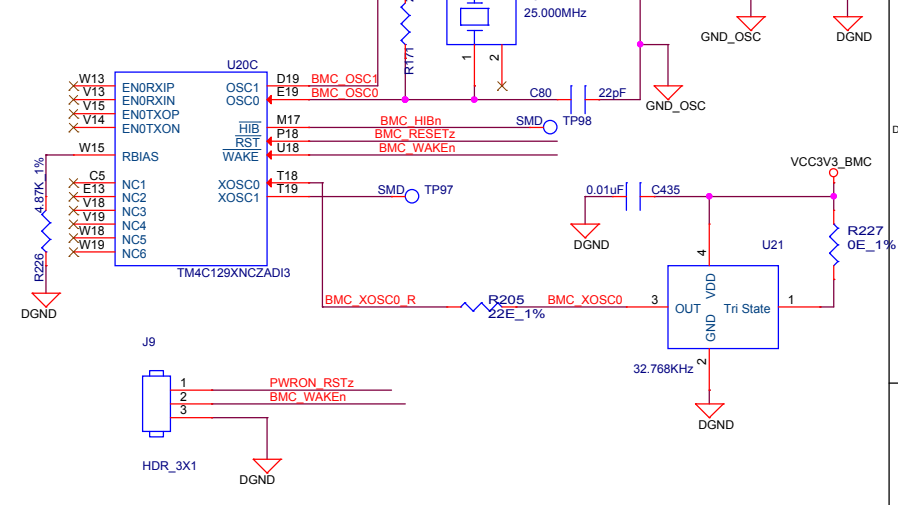 25.000MHz
GND_OSC
DGND
R171
1
2
U20C
W13
V13
V15
V14
W15
C5
E13
V18
V19
W18
W19
EN0RXIP
EN0RXIN
EN0TXOP
EN0TXON
RBIAS
NC1
NC2
NC3
NC4
NC5
NC6
OSC1
OSC0
HIB
RST
WAKE
XOSC0
XOSC1
D19
E19
M17
P18
U18
T18
T19
BMC_OSC1
BMC_OSC0
BMC_HIBn
BMC_RESETz
BMC_WAKEn
C80
22pF
GND_OSC
SMD
TP98
SMD
TP97
TM4C129XNCZADI3
4.87K_1%
R226
DGND
D
VCC3V3_BMC
0.01uF
C435
DGND
R227
0E_1%
U21
4
VDD
OUT
Tri State
GND
3
1
2
32.768KHz
DGND
BMC_XOSC0_R
R205
22E_1%
BMC_XOSC0
J9
1
2
3
PWRON_RSTz
BMC_WAKEn
HDR_3X1
DGND